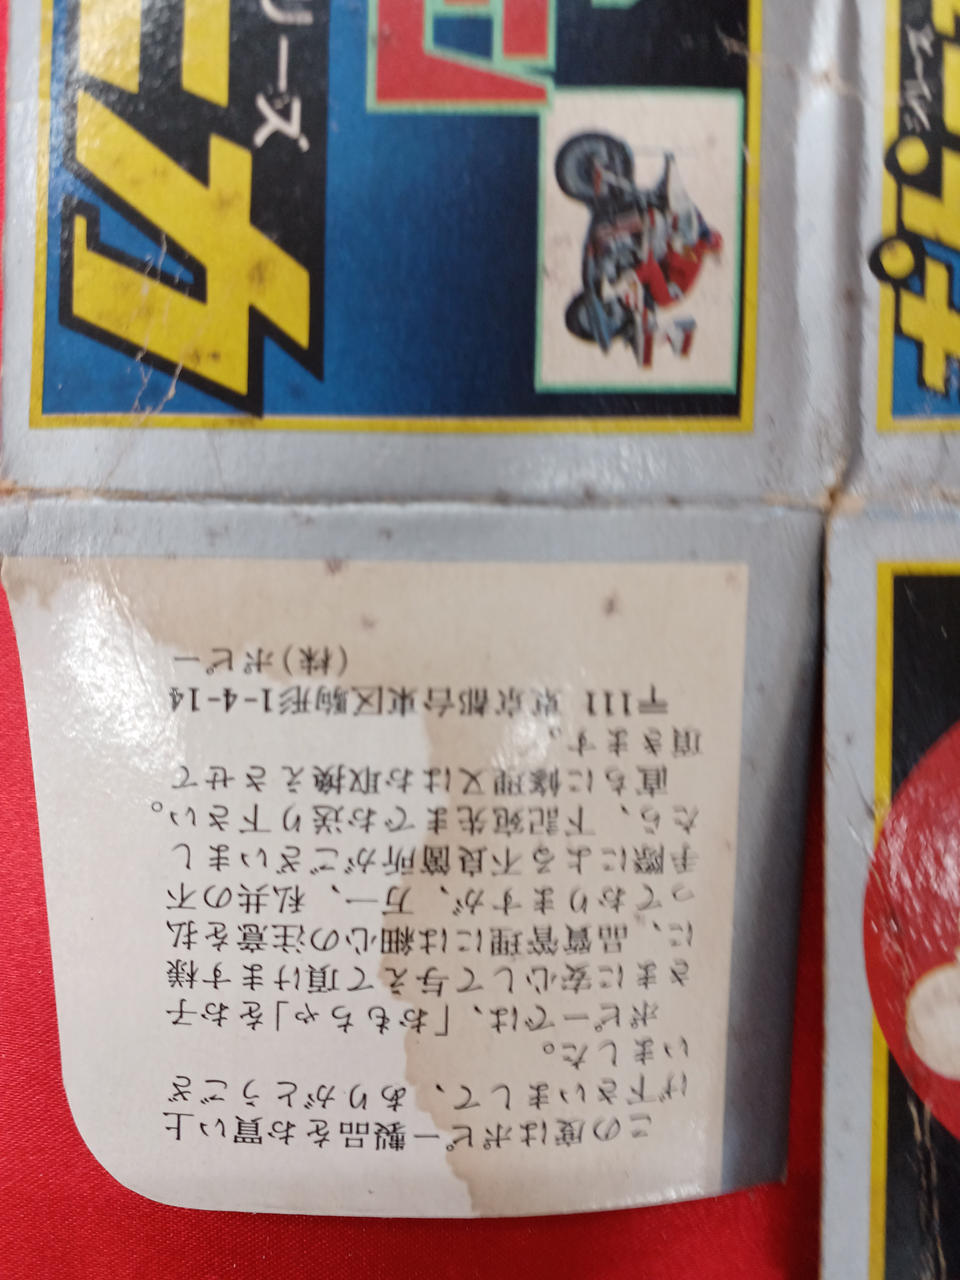 リーズ
ニカ
この度はポピー製品をお買い上
げ下さいまして、ありがとうござ
いました。
ポピーでは、「おもちゃ」をお子
さまに安心して与えて頂けます様
に、品質管理には細心の注意を払
っておりますが、万一、私共の不
手際による不良箇所がございまし
たら、下記宛先までお送り下さい。
直ちに修理又はお取換えさせて
頂きます。
〒111 東京都台東区駒形1-4-14
(株)ポピー